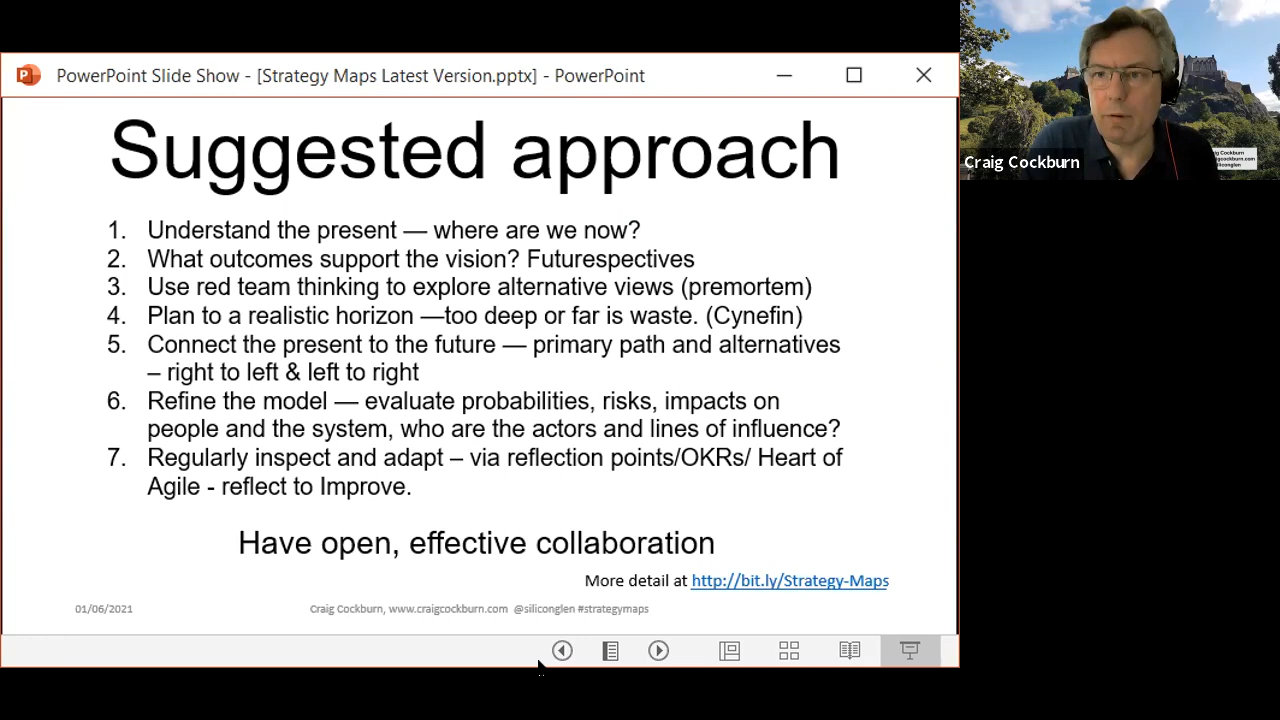 PowerPoint Slide Show - [Strategy Maps Latest Version.pptx] - PowerPoint
Suggested approach
1. Understand the present — where are we now?
2. What outcomes support the vision? Futurespectives
3. Use red team thinking to explore alternative views (premortem)
4. Plan to a realistic horizon —too deep or far is waste. (Cynefin)
5. Connect the present to the future — primary path and alternatives
– right to left & left to right
6. Refine the model — evaluate probabilities, risks, impacts on
people and the system, who are the actors and lines of influence?
7. Regularly inspect and adapt – via reflection points/OKRs/ Heart of
Agile - reflect to Improve.
Have open, effective collaboration
More detail at http://bit.ly/Strategy-Maps
01/06/2021
Craig Cockburn, www.craigcockburn.com @siliconglen #strategymaps
Craig Cockburn